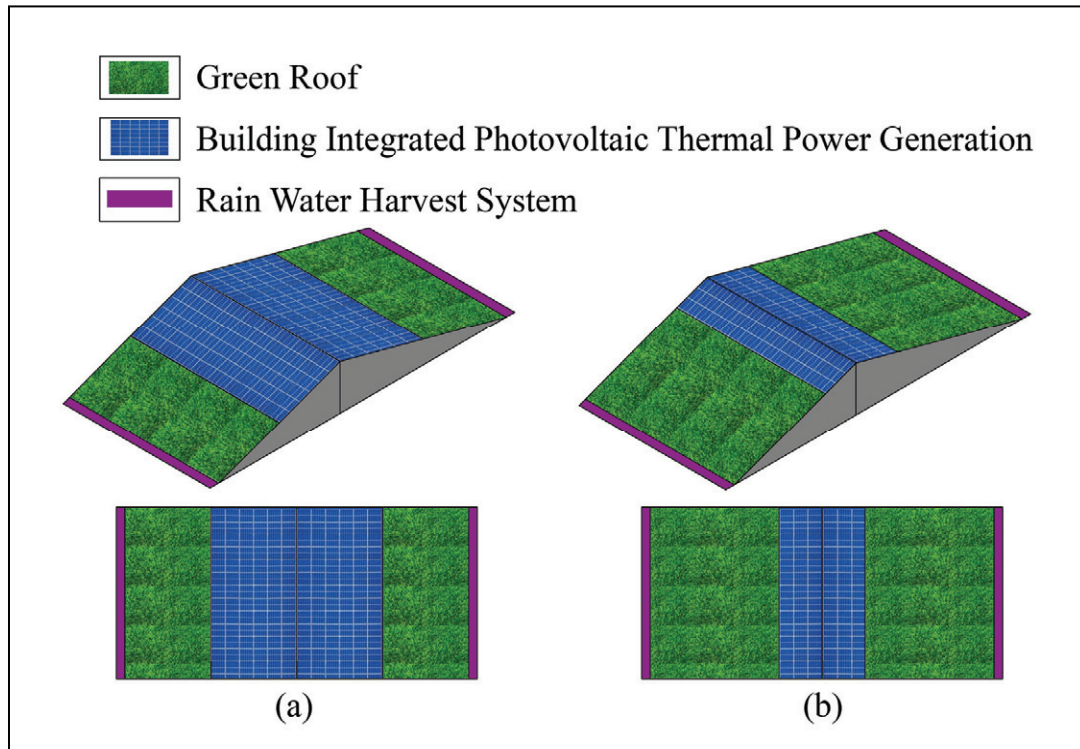 Green Roof
Building Integrated Photovoltaic Thermal Power Generation
Rain Water Harvest System
(a)
(b)